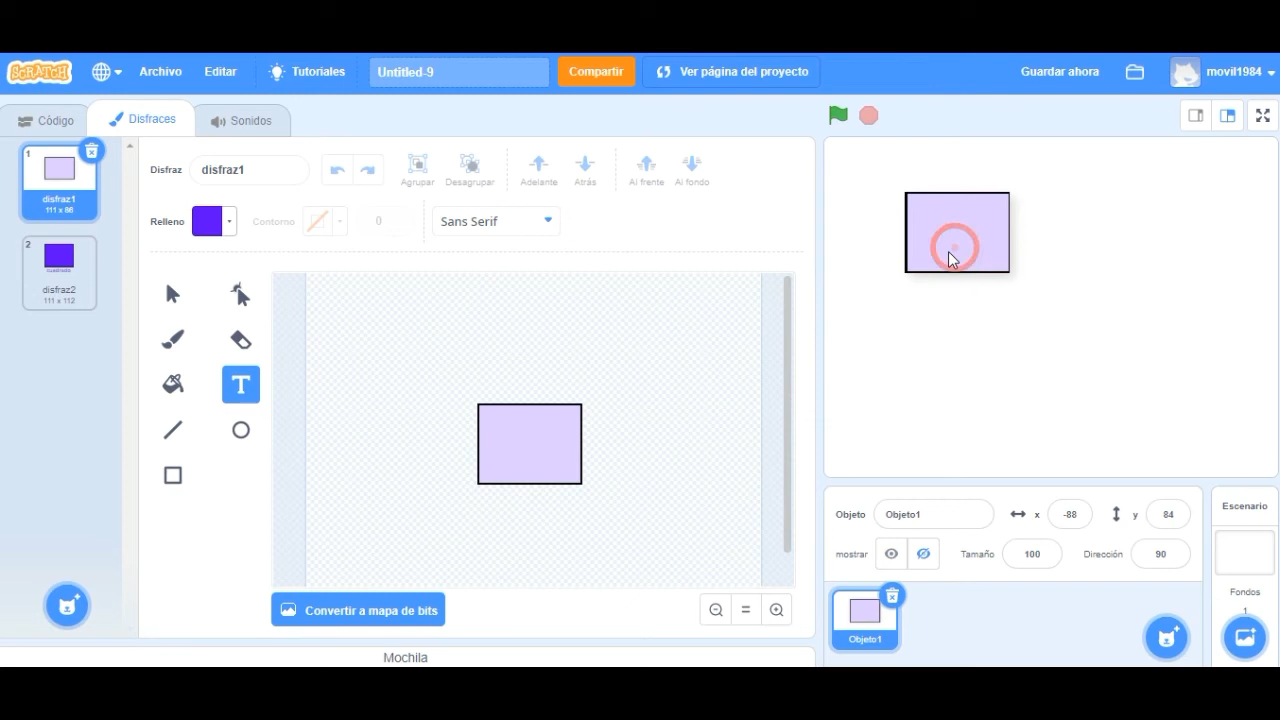 SCRATCH
Archivo
Editar
Tutoriales
Untitled-9
Compartir
Ver página del proyecto
Guardar ahora
movil1984
Código
Disfraces
Sonidos
1
disfraz1
111 x 86
2
cuadrado
disfraz2
111 x 112
Disfraz
disfraz1
Agrupar
Desagrupar
Adelante
Atrás
Al frente
Al fondo
Relleno
Contorno
0
Sans Serif
T
Convertir a mapa de bits
Mochila
Objeto
Objeto1
x
-88
y
84
mostrar
Tamaño
100
Dirección
90
Objeto1
Escenario
Fondos
1